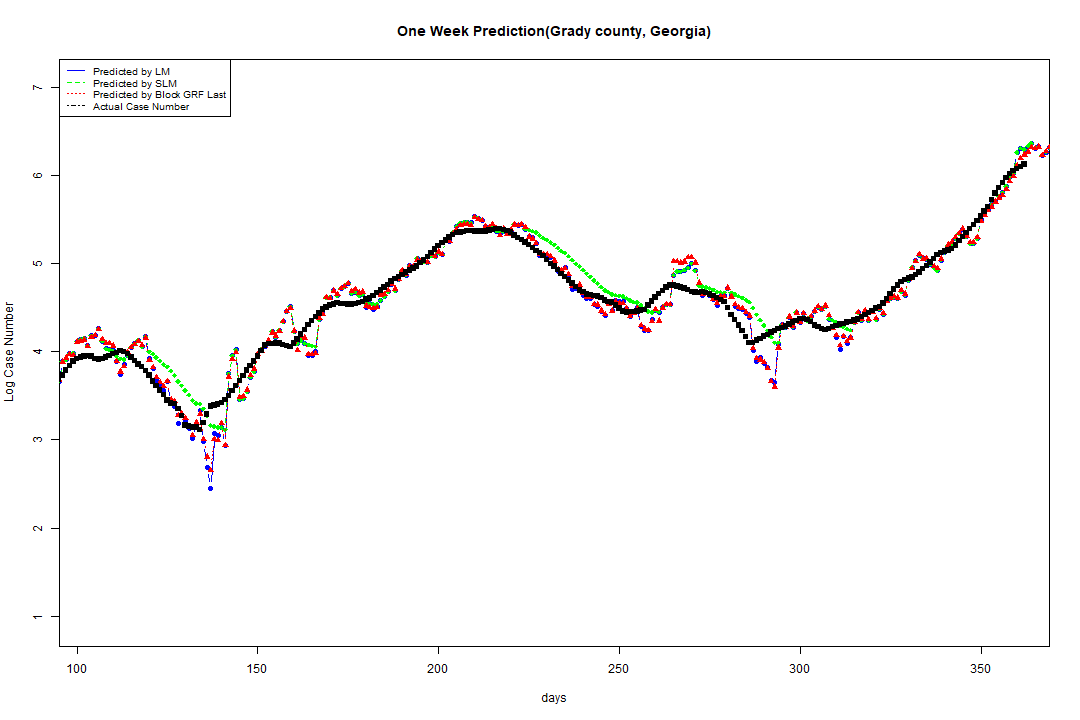 One Week Prediction(Grady county, Georgia)
Predicted by LM
Predicted by SLM
Predicted by Block GRF Last
Actual Case Number
7
6
5
4
3
2
1
Log Case Number
100 150 200 250 300 350
days